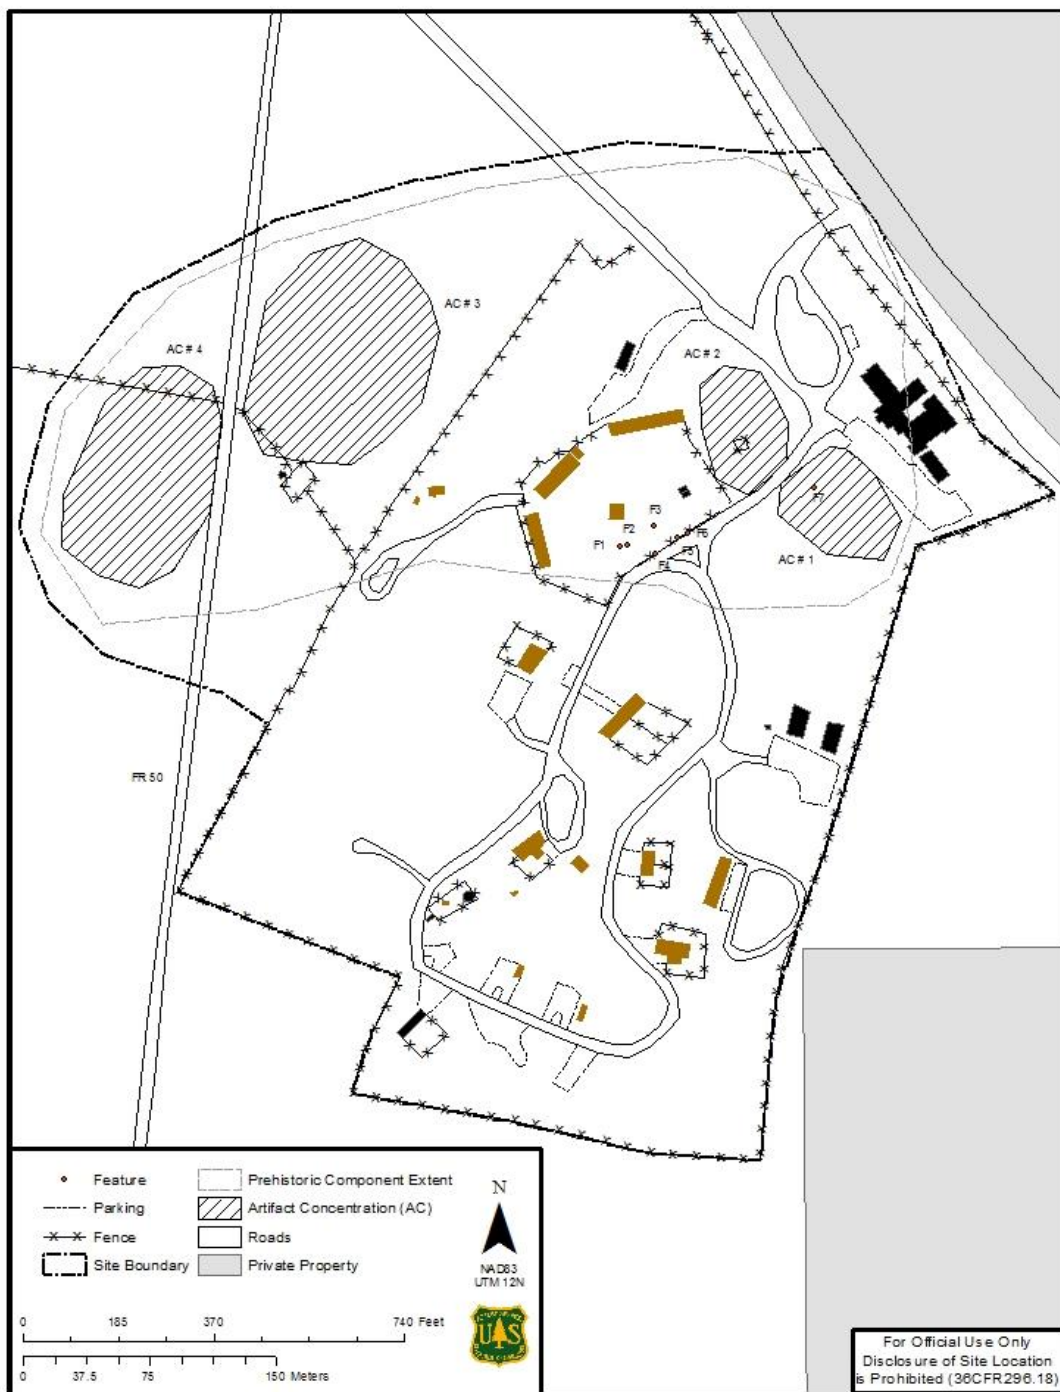 AC # 3
AC # 4
AC # 2
F3
F7
F1
F2
F6
F5
F4
AC # 1
FR 50
Feature
Prehistoric Component Extent
Parking
Artifact Concentration (AC)
Fence
Roads
Site Boundary
Private Property
N
NAD83
UTM 12N
0 185 370 740 Feet
0 37.5 75 150 Meters
U S
For Official Use Only
Disclosure of Site Location
is Prohibited (36CFR296.18)